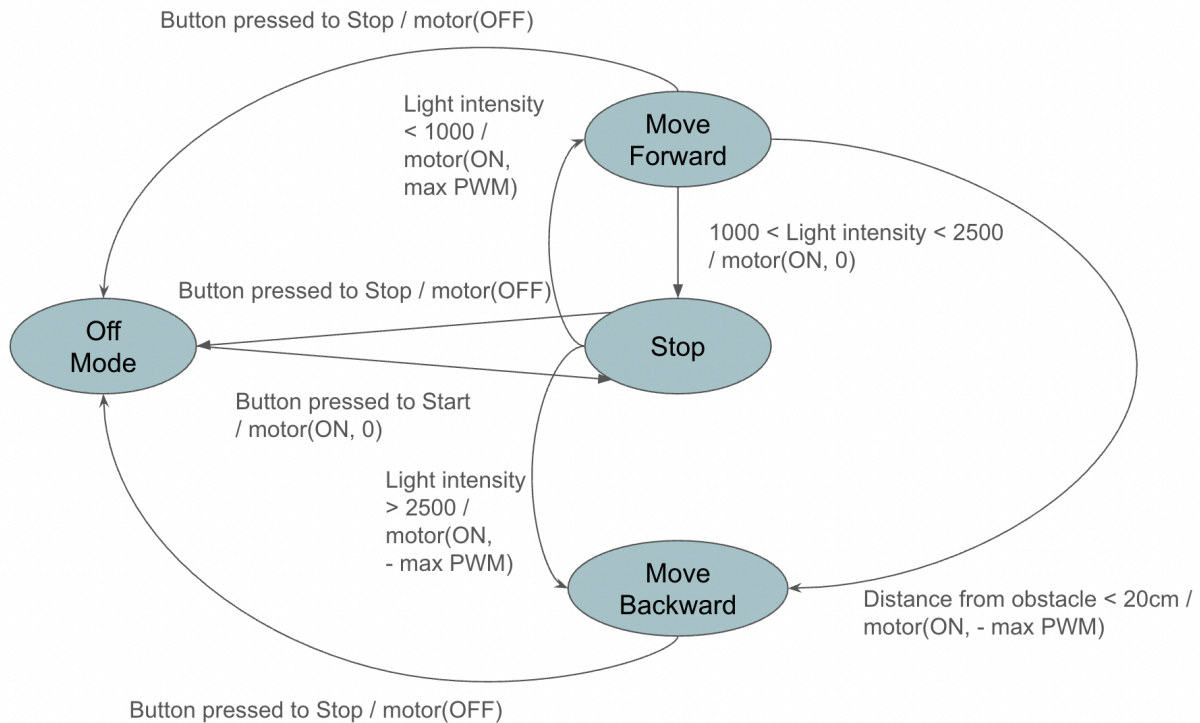 Button pressed to Stop / motor(OFF)
Light intensity
< 1000 /
motor(ON,
max PWM)
Move
Forward
1000 < Light intensity < 2500
/ motor(ON, 0)
Button pressed to Stop / motor(OFF)
Off
Mode
Stop
Button pressed to Start
/ motor(ON, 0)
Light intensity
> 2500 /
motor(ON,
- max PWM)
Move
Backward
Distance from obstacle < 20cm /
motor(ON, - max PWM)
Button pressed to Stop / motor(OFF)